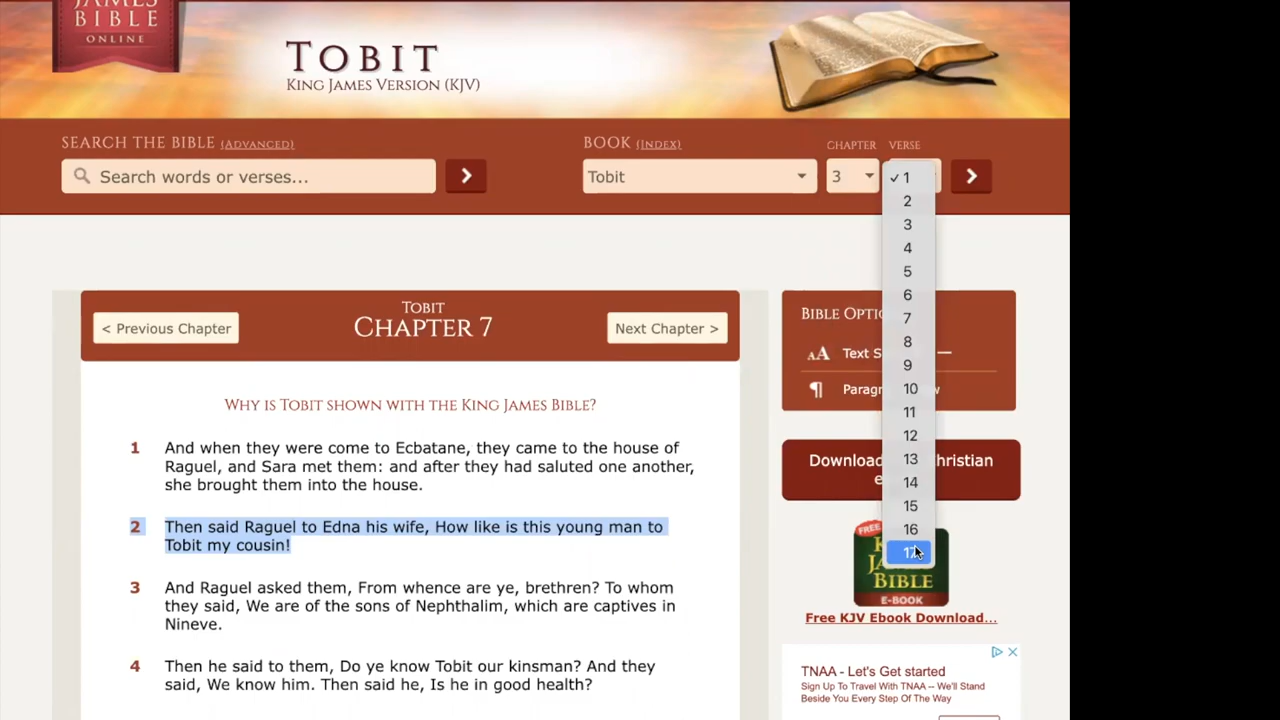 JAMES
BIBLE
ONLINE
TOBIT
KING JAMES VERSION (KJV)
SEARCH THE BIBLE (ADVANCED)
Search words or verses...
BOOK (INDEX)
CHAPTER
VERSE
Tobit
3
✓ 1
2
3
4
5
6
7
8
9
10
11
12
13
14
15
16
17
TOBIT
CHAPTER 7
< Previous Chapter
Next Chapter >
WHY IS TOBIT SHOWN WITH THE KING JAMES BIBLE?
1 And when they were come to Ecbatane, they came to the house of
Raguel, and Sara met them: and after they had saluted one another,
she brought them into the house.
2 Then said Raguel to Edna his wife, How like is this young man to
Tobit my cousin!
3 And Raguel asked them, From whence are ye, brethren? To whom
they said, We are of the sons of Nephthalim, which are captives in
Nineve.
4 Then he said to them, Do ye know Tobit our kinsman? And they
said, We know him. Then said he, Is he in good health?
BIBLE OPTI
AA Text S
¶ Parag w
Download hristian
e
FREE
BIBLE
E-BOOK
Free KJV Ebook Download...
TNAA - Let's Get started
Sign Up To Travel With TNAA -- We'll Stand
Beside You Every Step Of The Way